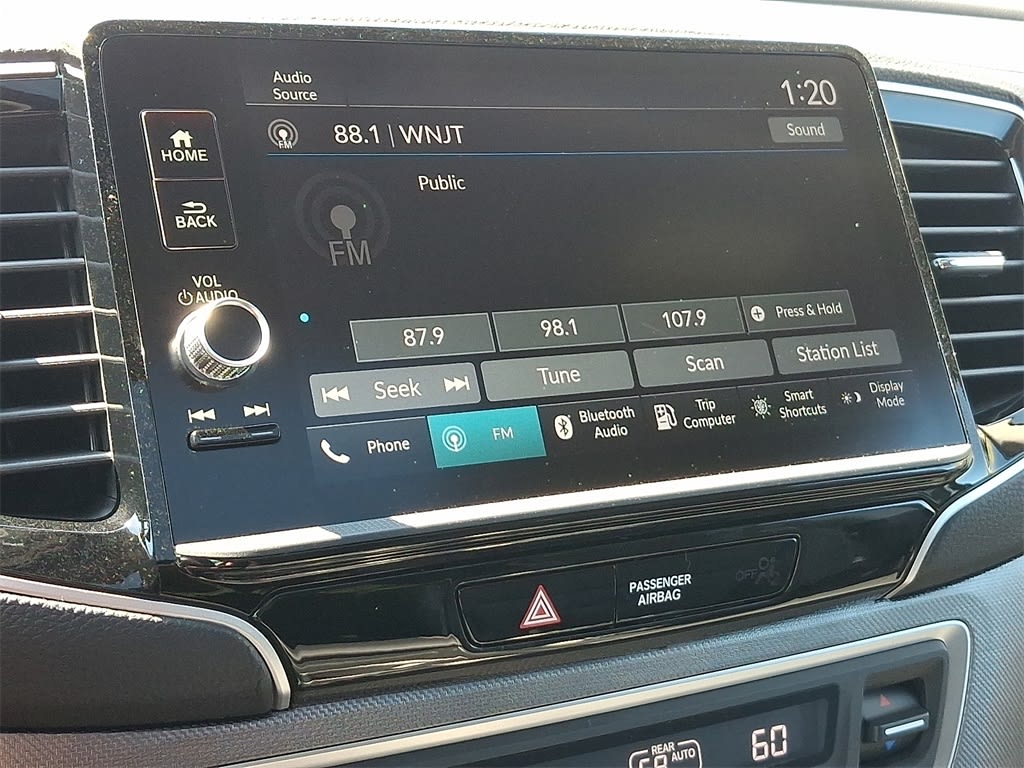 Audio
Source
1:20
FM
88.1 | WNJT
Sound
HOME
Public
BACK
FM
VOL
AUDIO
87.9
98.1
107.9
Press & Hold
Seek
Tune
Scan
Station List
Phone
FM
Bluetooth
Audio
Trip
Computer
Smart
Shortcuts
Display
Mode
PASSENGER
AIRBAG
OFF
REAR
AUTO
60